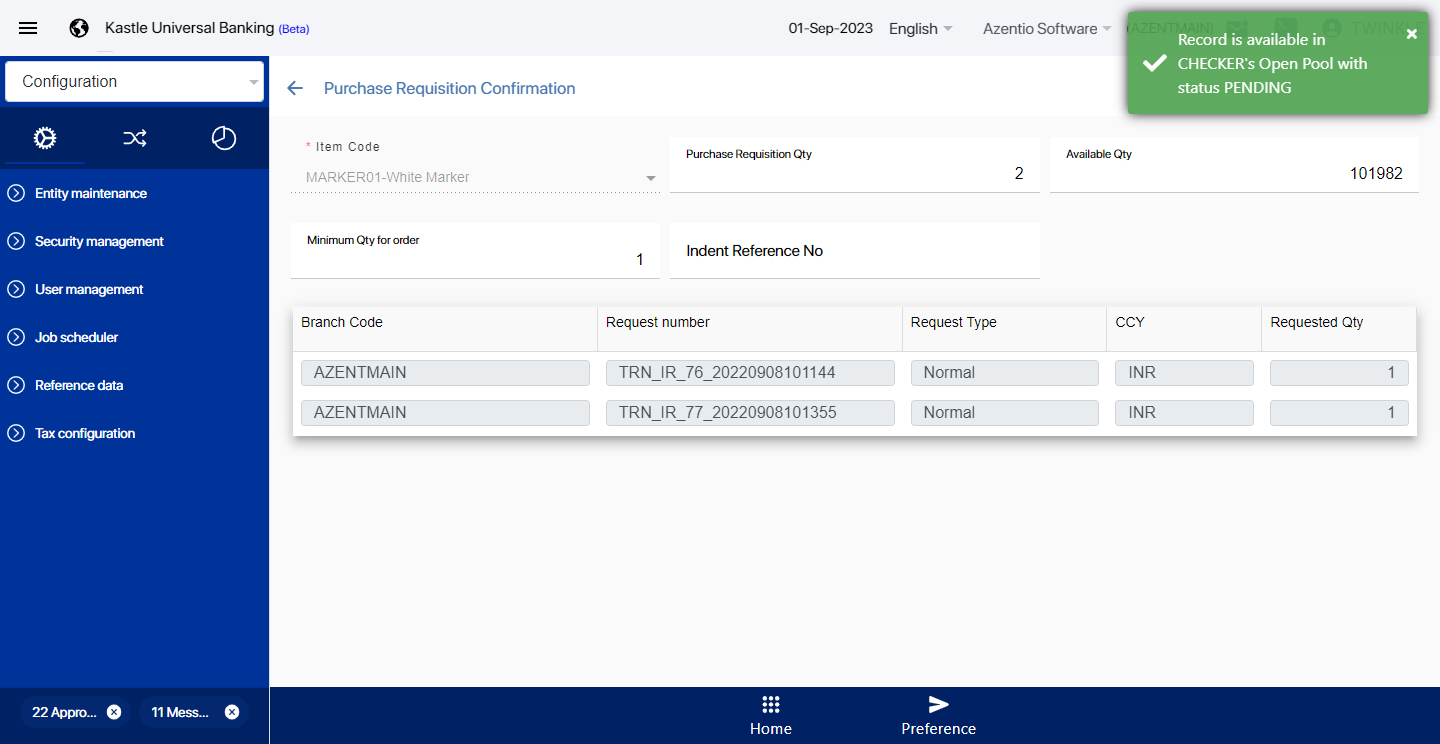 Kastle Universal Banking (Beta)
01-Sep-2023 English Azentio Software (AZENTMAIN) TWINKLE
Record is available in
CHECKER's Open Pool with
status PENDING
Configuration
Purchase Requisition Confirmation
Entity maintenance
Security management
User management
Job scheduler
Reference data
Tax configuration
* Item Code
MARKER01-White Marker
Purchase Requisition Qty
2
Available Qty
101982
Minimum Qty for order
1
Indent Reference No
Branch Code Request number Request Type CCY Requested Qty
AZENTMAIN TRN_IR_76_20220908101144 Normal INR 1
AZENTMAIN TRN_IR_77_20220908101355 Normal INR 1
22 Appro... 11 Mess...
Home Preference